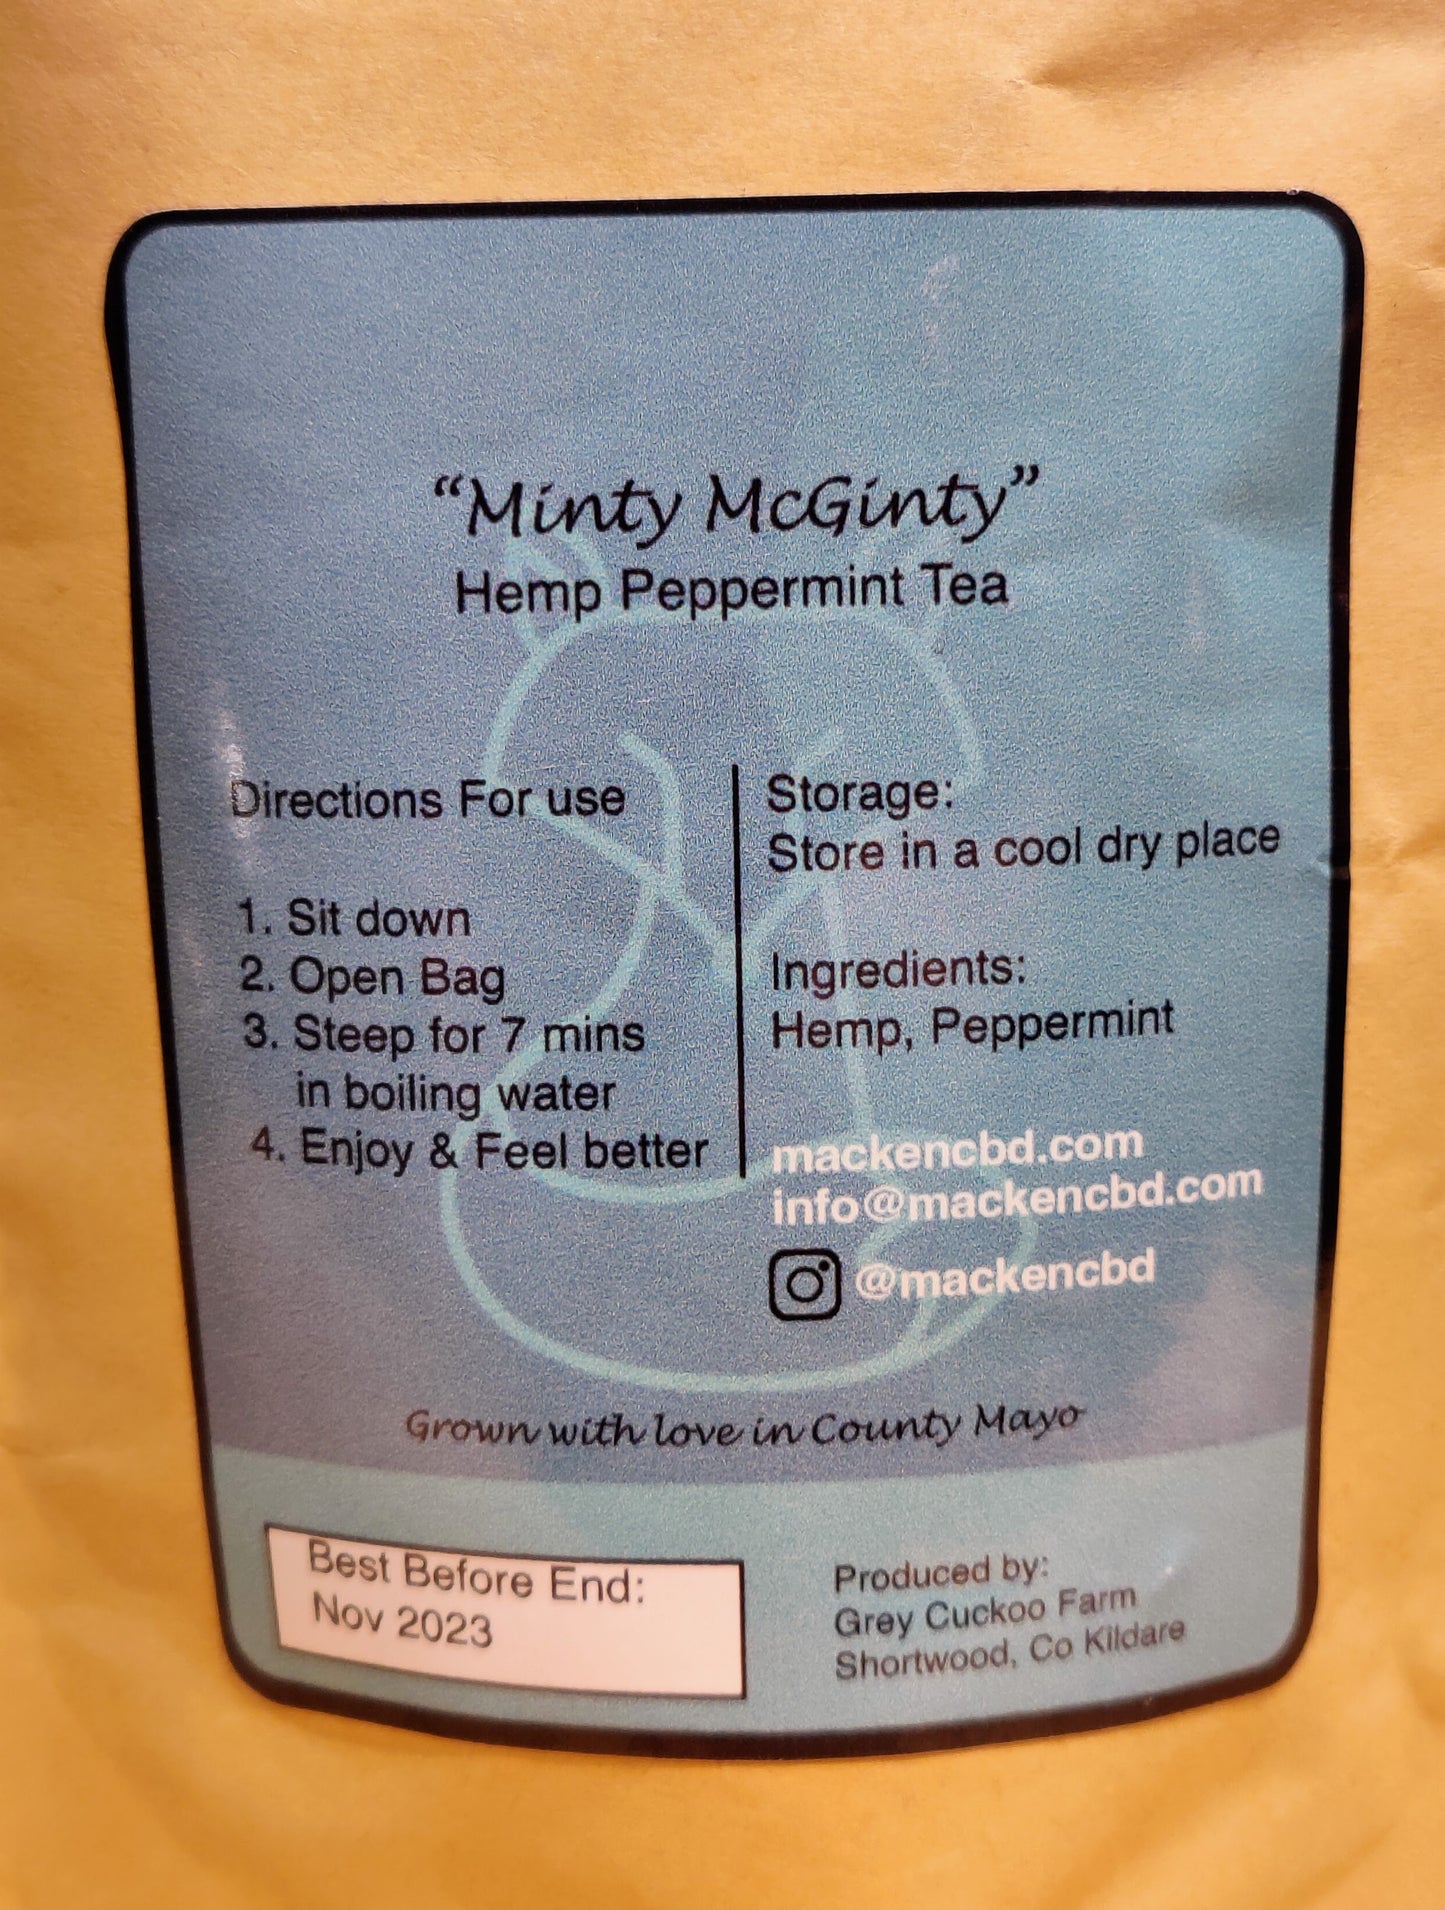 “Minty McGinty”
Hemp Peppermint Tea
Directions For use
1. Sit down
2. Open Bag
3. Steep for 7 mins
in boiling water
4. Enjoy & Feel better
Storage:
Store in a cool dry place
Ingredients:
Hemp, Peppermint
mackencbd.com
info@mackencbd.com
@mackencbd
Grown with love in County Mayo
Best Before End:
Nov 2023
Produced by:
Grey Cuckoo Farm
Shortwood, Co Kildare